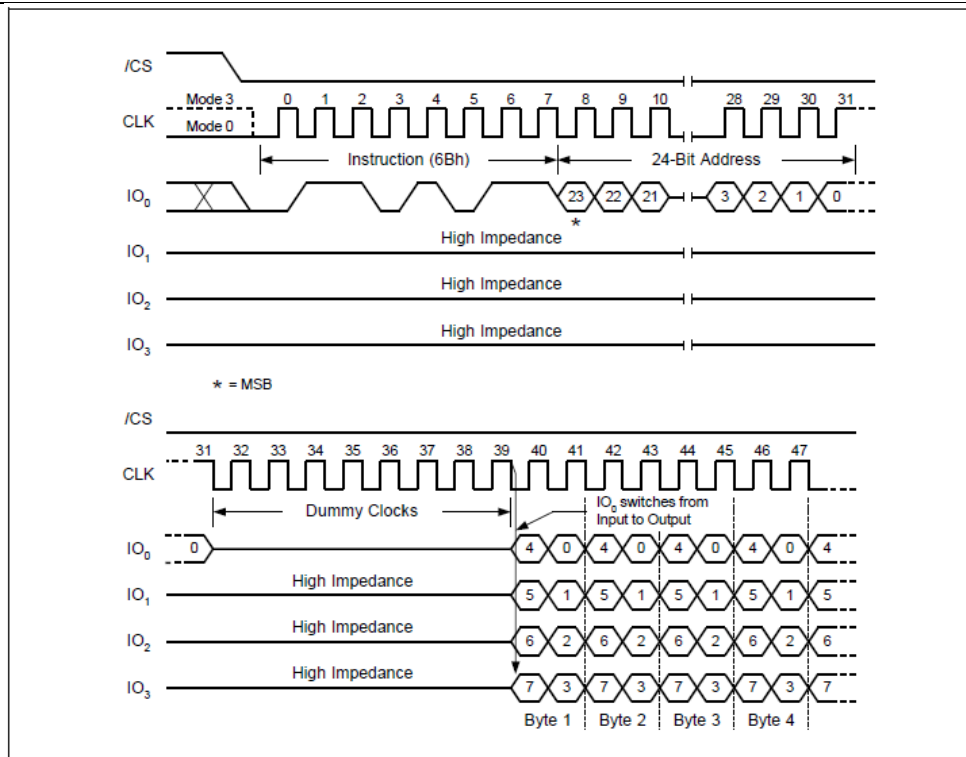 /CS
Mode 3 0 1 2 3 4 5 6 7 8 9 10 28 29 30 31
CLK
Mode 0
Instruction (6Bh) 24-Bit Address
IO0 23 22 21 3 2 1 0
*
High Impedance
IO1
High Impedance
IO2
High Impedance
IO3
* = MSB
/CS
31 32 33 34 35 36 37 38 39 40 41 42 43 44 45 46 47
CLK
IO0 switches from
Dummy Clocks Input to Output
IO0 0 4 0 4 0 4 0 4 0 4
High Impedance
IO1 5 1 5 1 5 1 5 1 5
High Impedance
IO2 6 2 6 2 6 2 6 2 6
High Impedance
IO3 7 3 7 3 7 3 7 3 7
Byte 1 Byte 2 Byte 3 Byte 4